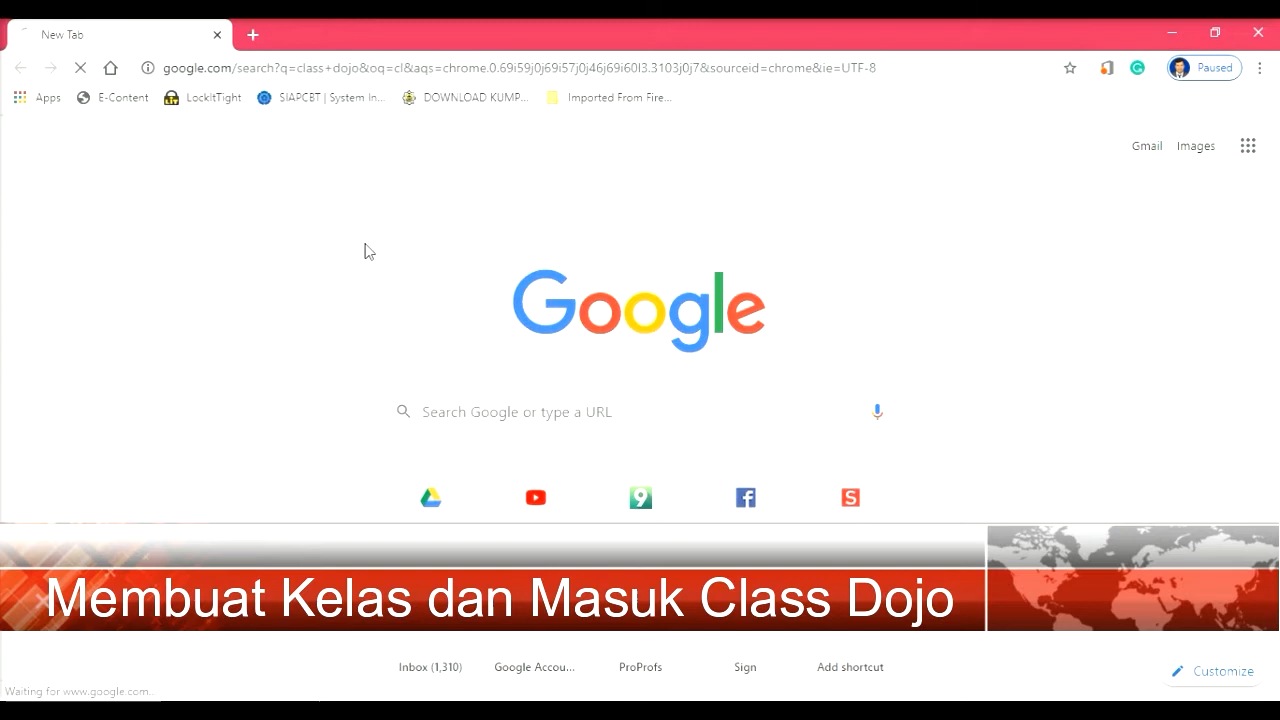 New Tab
google.com/search?q=class+dojo&oq=cl&aqs=chrome.0.69i59j0j69i57j0j46j69i60l3.3103j0j7&sourceid=chrome&ie=UTF-8
Paused
Apps
E-Content
LockItTight
SIAPCBT | System In...
DOWNLOAD KUMP...
Imported From Fire...
Gmail
Images
Google
Search Google or type a URL
Membuat Kelas dan Masuk Class Dojo
Inbox (1,310)
Google Accou...
ProProfs
Sign
Add shortcut
Customize
Waiting for www.google.com..